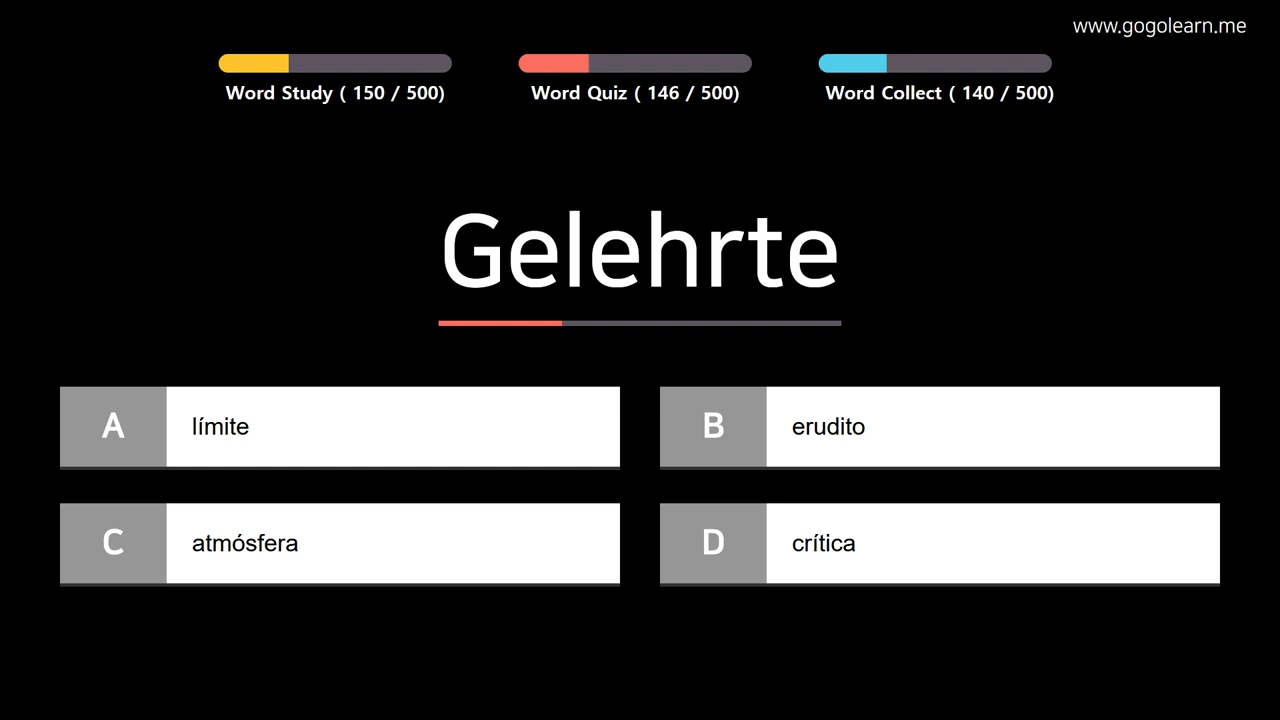 www.gogolearn.me
Word Study ( 150 / 500)
Word Quiz ( 146 / 500)
Word Collect ( 140 / 500)
Gelehrte
A límite
B erudito
C atmósfera
D crítica